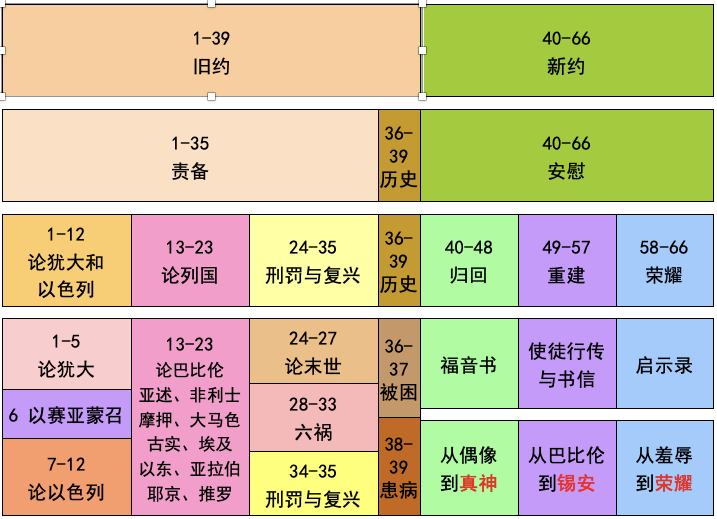 1-39
旧约
40-66
新约
1-35
责备
36-
39
历史
40-66
安慰
1-12
论犹大和
以色列
13-23
论列国
24-35
刑罚与复兴
36-
39
历史
40-48
归回
49-57
重建
58-66
荣耀
1-5
论犹大
6 以赛亚蒙召
7-12
论以色列
13-23
论巴比伦
亚述、非利士
摩押、大马色
古实、埃及
以东、亚拉伯
耶京、推罗
24-27
论末世
28-33
六祸
34-35
刑罚与复兴
36-
37
被困
38-
39
患病
福音书
使徒行传
与书信
启示录
从偶像
到真神
从巴比伦
到锡安
从羞辱
到荣耀